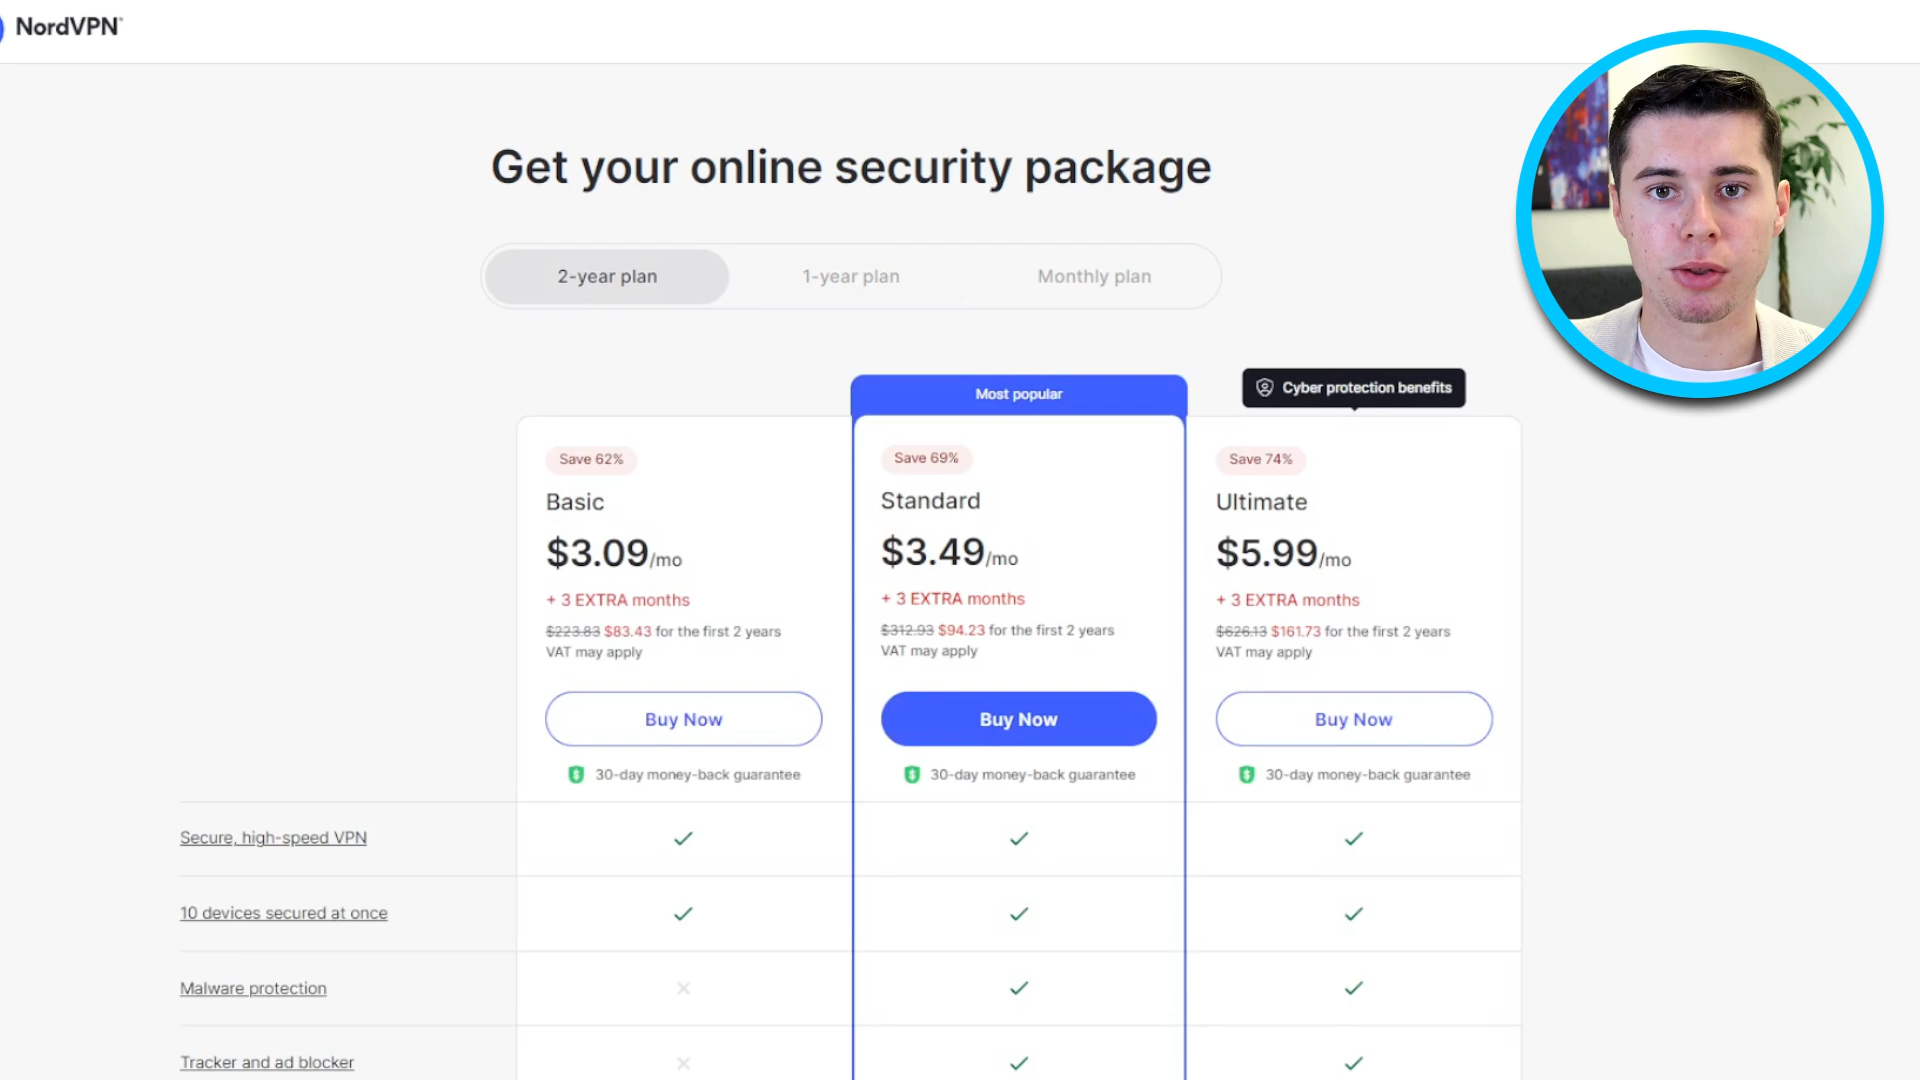 NordVPN
Get your online security package
2-year plan
1-year plan
Monthly plan
Most popular
Cyber protection benefits
Save 62%
Basic
$3.09/mo
+ 3 EXTRA months
$223.83 $83.43 for the first 2 years
VAT may apply
Buy Now
30-day money-back guarantee
Save 69%
Standard
$3.49/mo
+ 3 EXTRA months
$312.93 $94.23 for the first 2 years
VAT may apply
Buy Now
30-day money-back guarantee
Save 74%
Ultimate
$5.99/mo
+ 3 EXTRA months
$626.13 $161.73 for the first 2 years
VAT may apply
Buy Now
30-day money-back guarantee
Secure, high-speed VPN
10 devices secured at once
Malware protection
Tracker and ad blocker